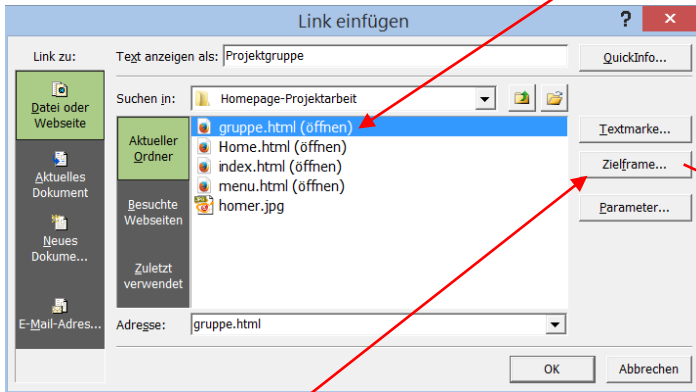 Link einfügen ?
Link zu:
Text anzeigen als: Projektgruppe
QuickInfo...
Datei oder
Webseite
Aktuelles
Dokument
Neues
Dokume...
E-Mail-Adres...
Suchen in: Homepage-Projektarbeit
Aktueller
Ordner
Besuchte
Webseiten
Zuletzt
verwendet
gruppe.html (öffnen)
Home.html (öffnen)
index.html (öffnen)
menu.html (öffnen)
homer.jpg
Textmarke...
Zielframe...
Parameter...
Adresse: gruppe.html
OK Abbrechen